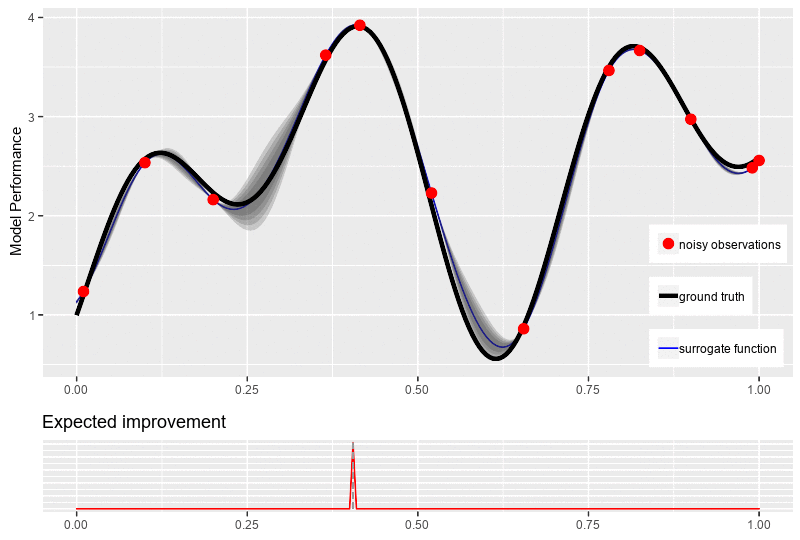 4
3
2
1
Model Performance
noisy observations
ground truth
surrogate function
0.00 0.25 0.50 0.75 1.00
Expected improvement
0.00 0.25 0.50 0.75 1.00